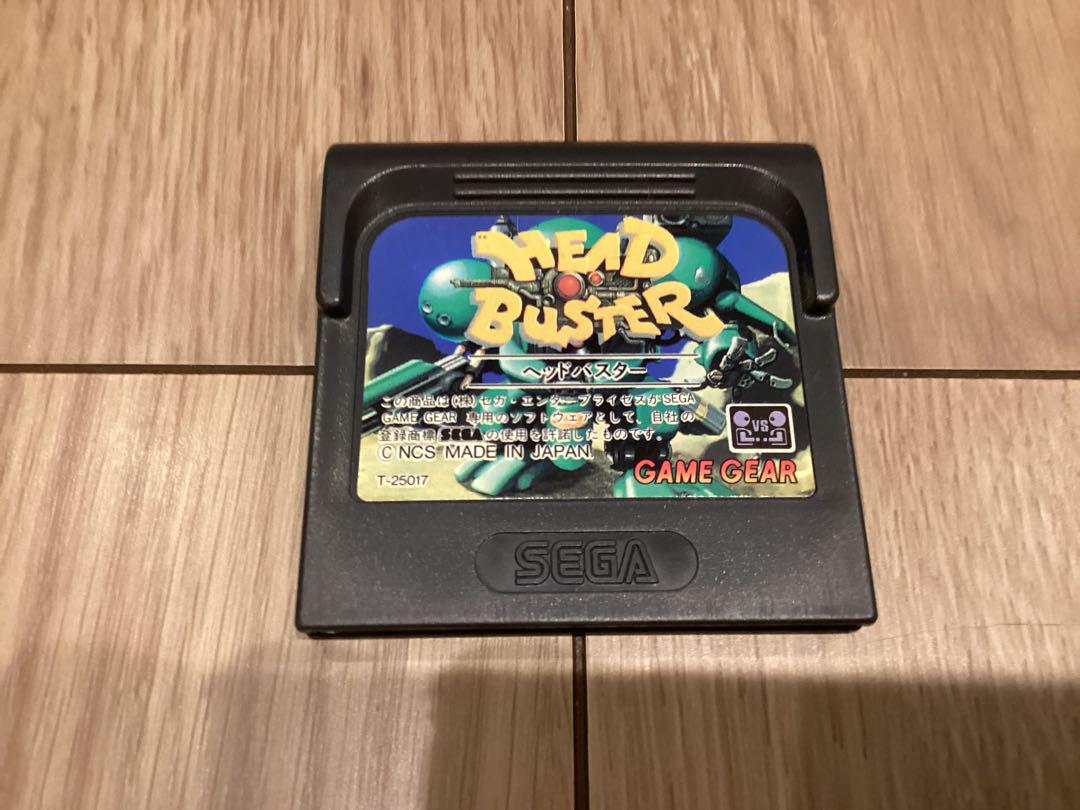 HEAD
BUSTER
ヘッドバスター
この商品は(株)セガ・エンタープライゼスがSEGA
GAME GEAR 専用のソフトウェアとして、自社の
登録商標 SEGA の使用を許諾したものです。
© NCS MADE IN JAPAN.
VS
T-25017
GAME GEAR
SEGA